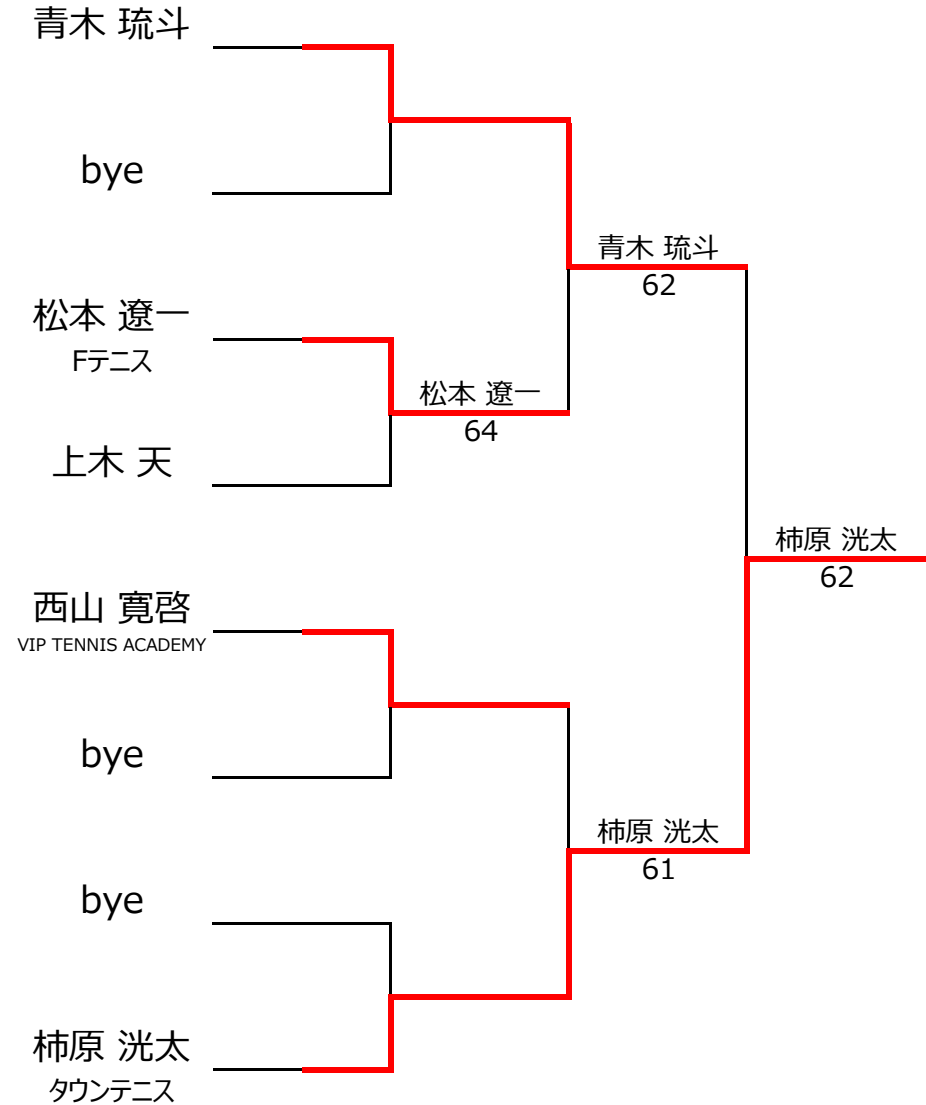 青木 琉斗
bye
青木 琉斗
62
松本 遼一
Fテニス
松本 遼一
64
上木 天
柿原 洸太
62
西山 寛啓
VIP TENNIS ACADEMY
bye
柿原 洸太
61
bye
柿原 洸太
タウンテニス